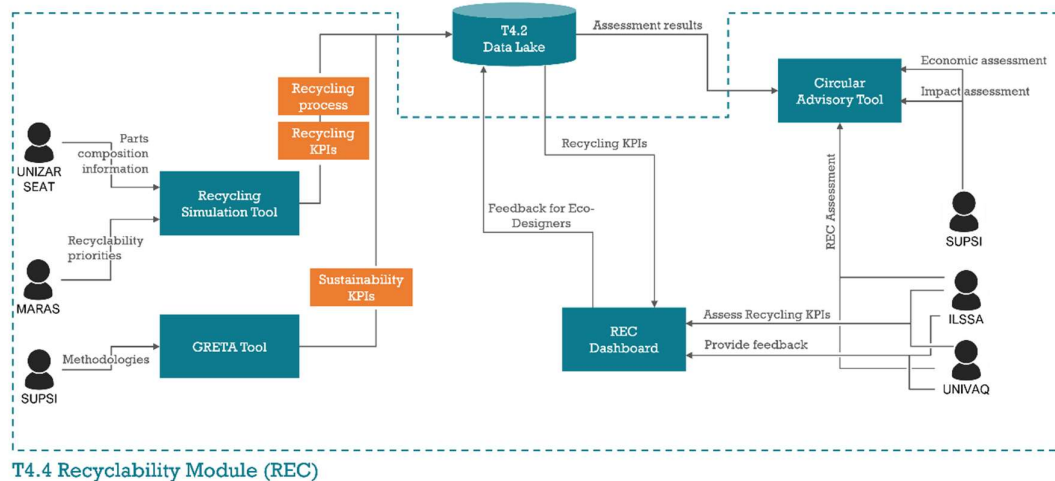 T4.2
Data Lake
Assessment results
Circular
Advisory Tool
Economic assessment
Impact assessment
Recycling
process
Recycling
KPIs
Parts
composition
information
UNIZAR
SEAT
Recycling
Simulation Tool
Recyclability
priorities
MARAS
Recycling KPIs
Feedback for Eco-
Designers
REC Assessment
SUPSI
Sustainability
KPIs
GRETA Tool
Methodologies
SUPSI
REC
Dashboard
Assess Recycling KPIs
Provide feedback
ILSSA
UNIVAQ
T4.4 Recyclability Module (REC)